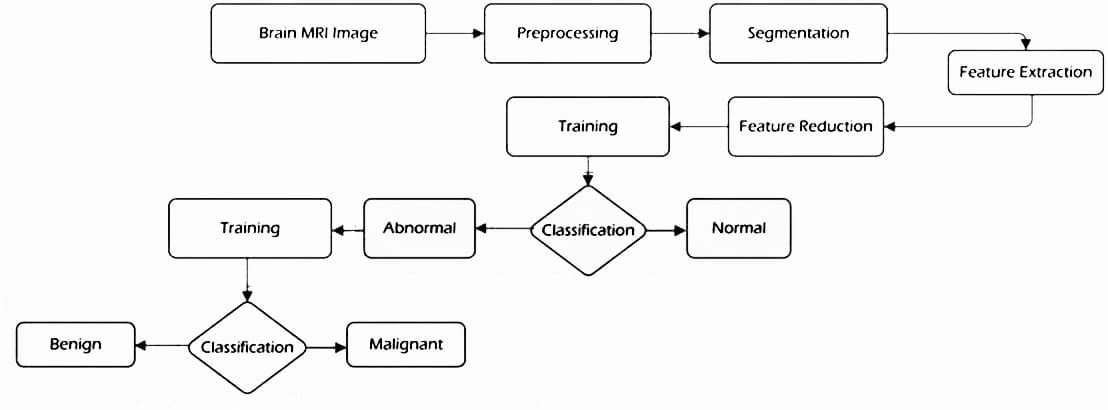 Brain MRI Image
Preprocessing
Segmentation
Feature Extraction
Feature Reduction
Training
Classification
Normal
Abnormal
Training
Classification
Benign
Malignant